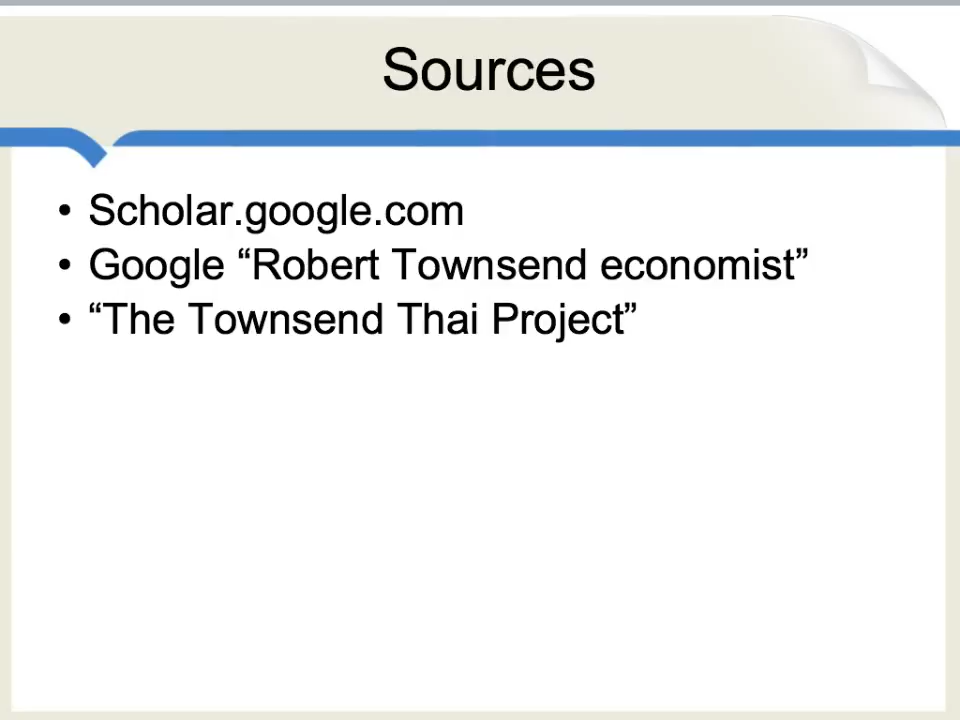 Sources
• Scholar.google.com
• Google “Robert Townsend economist”
• “The Townsend Thai Project”